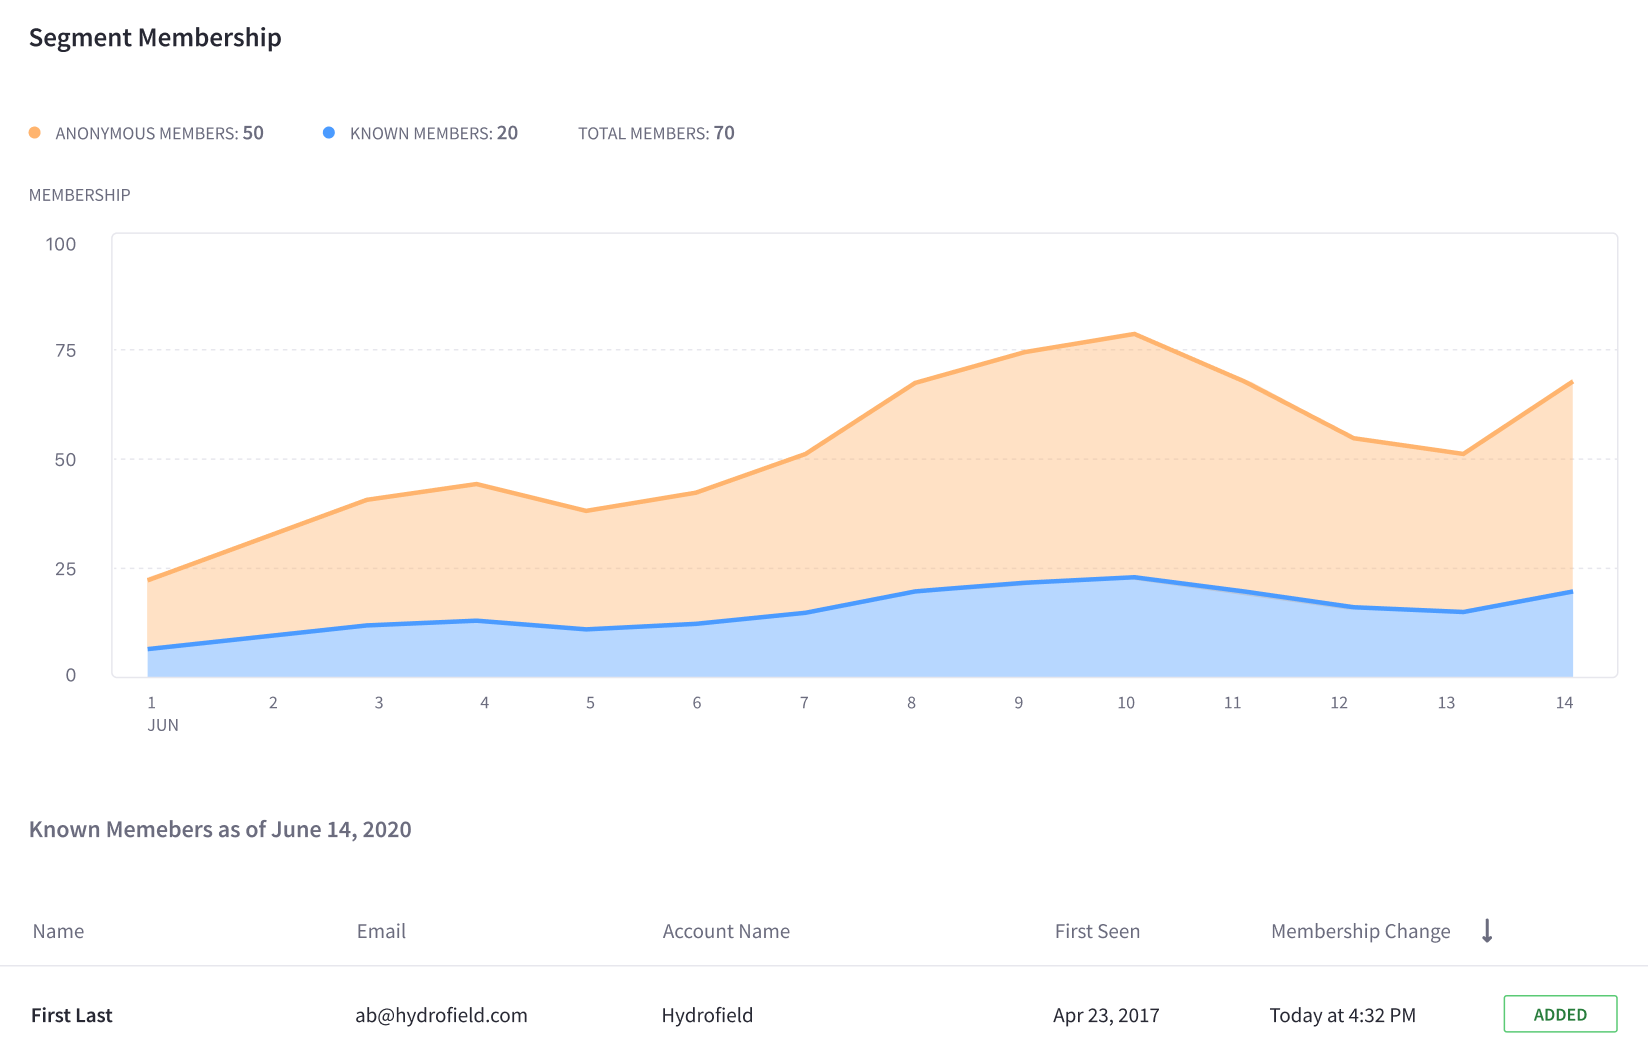 Segment Membership
ANONYMOUS MEMBERS: 50 KNOWN MEMBERS: 20 TOTAL MEMBERS: 70
MEMBERSHIP
100
75
50
25
0
1 2 3 4 5 6 7 8 9 10 11 12 13 14
JUN
Known Memebers as of June 14, 2020
Name Email Account Name First Seen Membership Change
First Last ab@hydrofield.com Hydrofield Apr 23, 2017 Today at 4:32 PM ADDED